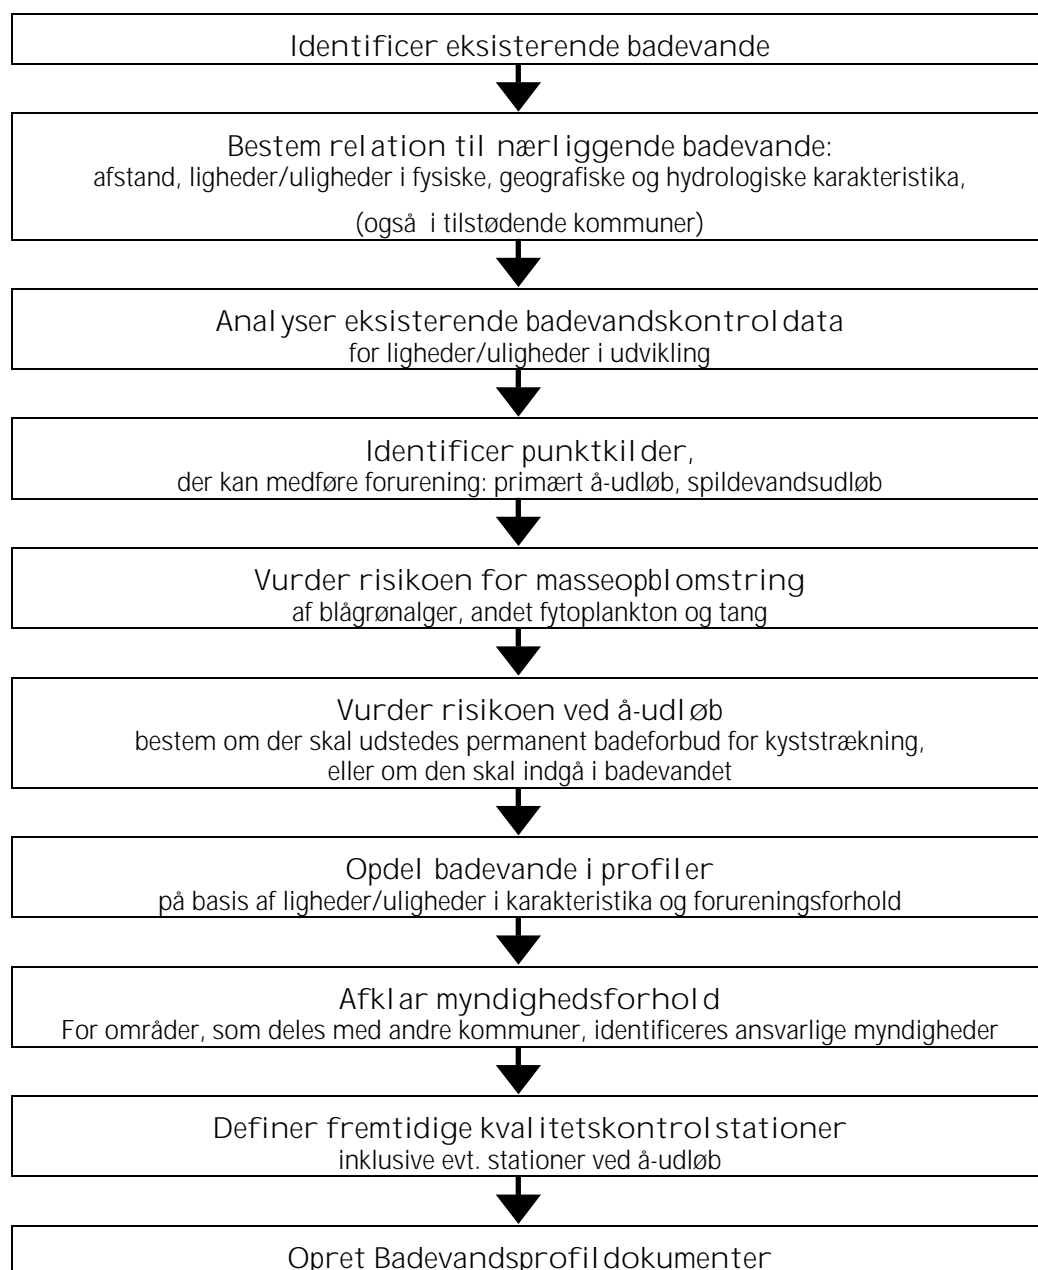 Identificer eksisterende badevande
Bestem relation til nærliggende badevande:
afstand, ligheder/uligheder i fysiske, geografiske og hydrologiske karakteristika,
(også i tilstødende kommuner)
Analyser eksisterende badevandskontroldata
for ligheder/uligheder i udvikling
Identificer punktkilder,
der kan medføre forurening: primært å-udløb, spildevandsudløb
Vurder risikoen for masseopblomstring
af blågrønalger, andet fytoplankton og tang
Vurder risikoen ved å-udløb
bestem om der skal udstedes permanent badeforbud for kyststrækning,
eller om den skal indgå i badevandet
Opdel badevande i profiler
på basis af ligheder/uligheder i karakteristika og forureningsforhold
Afklar myndighedsforhold
For områder, som deles med andre kommuner, identificeres ansvarlige myndigheder
Definer fremtidige kvalitetskontrolstationer
inklusive evt. stationer ved å-udløb
Opret Badevandsprofildokumenter